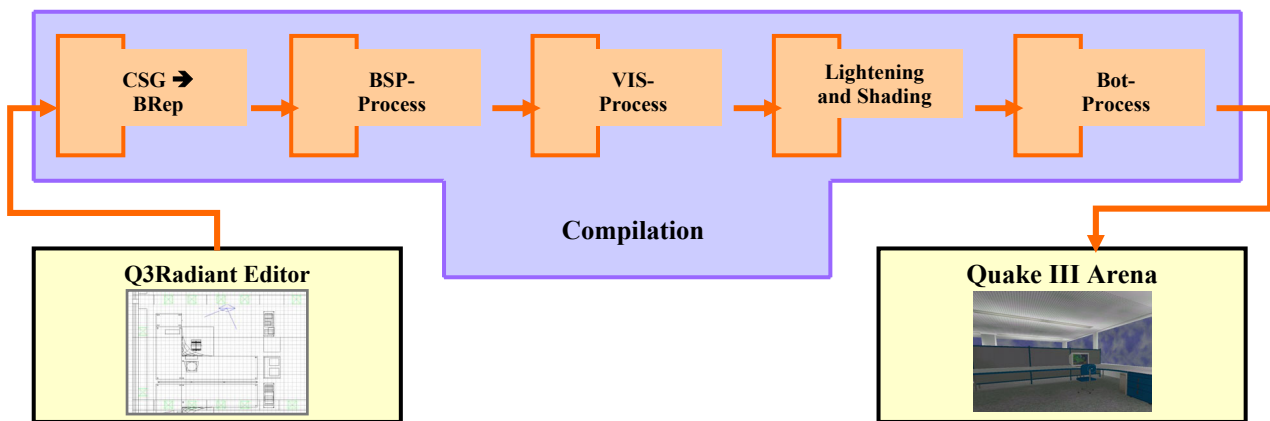 CSG ➔
BRep
BSP-
Process
VIS-
Process
Lightening
and Shading
Bot-
Process
Compilation
Q3Radiant Editor
Quake III Arena